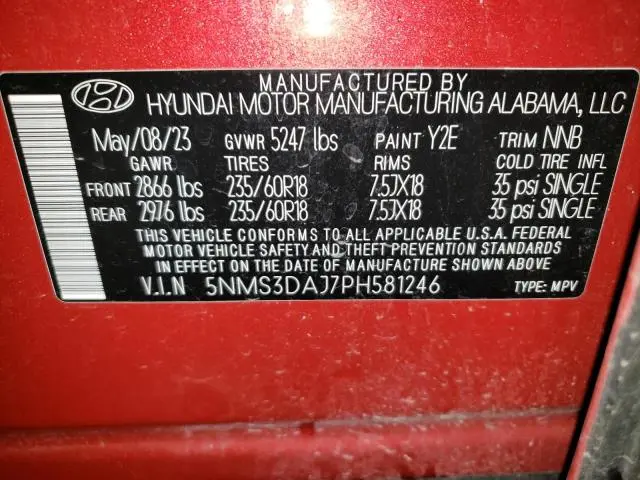 MANUFACTURED BY
HYUNDAI MOTOR MANUFACTURING ALABAMA, LLC
May/08/23 GVWR 5247 lbs PAINT Y2E TRIM NNB
GAWR TIRES RIMS COLD TIRE INFL
FRONT 2866 lbs 235/60R18 7.5JX18 35 psi SINGLE
REAR 2976 lbs 235/60R18 7.5JX18 35 psi SINGLE
THIS VEHICLE CONFORMS TO ALL APPLICABLE U.S.A. FEDERAL
MOTOR VEHICLE SAFETY AND THEFT PREVENTION STANDARDS
IN EFFECT ON THE DATE OF MANUFACTURE SHOWN ABOVE
V.I.N 5NMS3DAJ7PH581246 TYPE: MPV